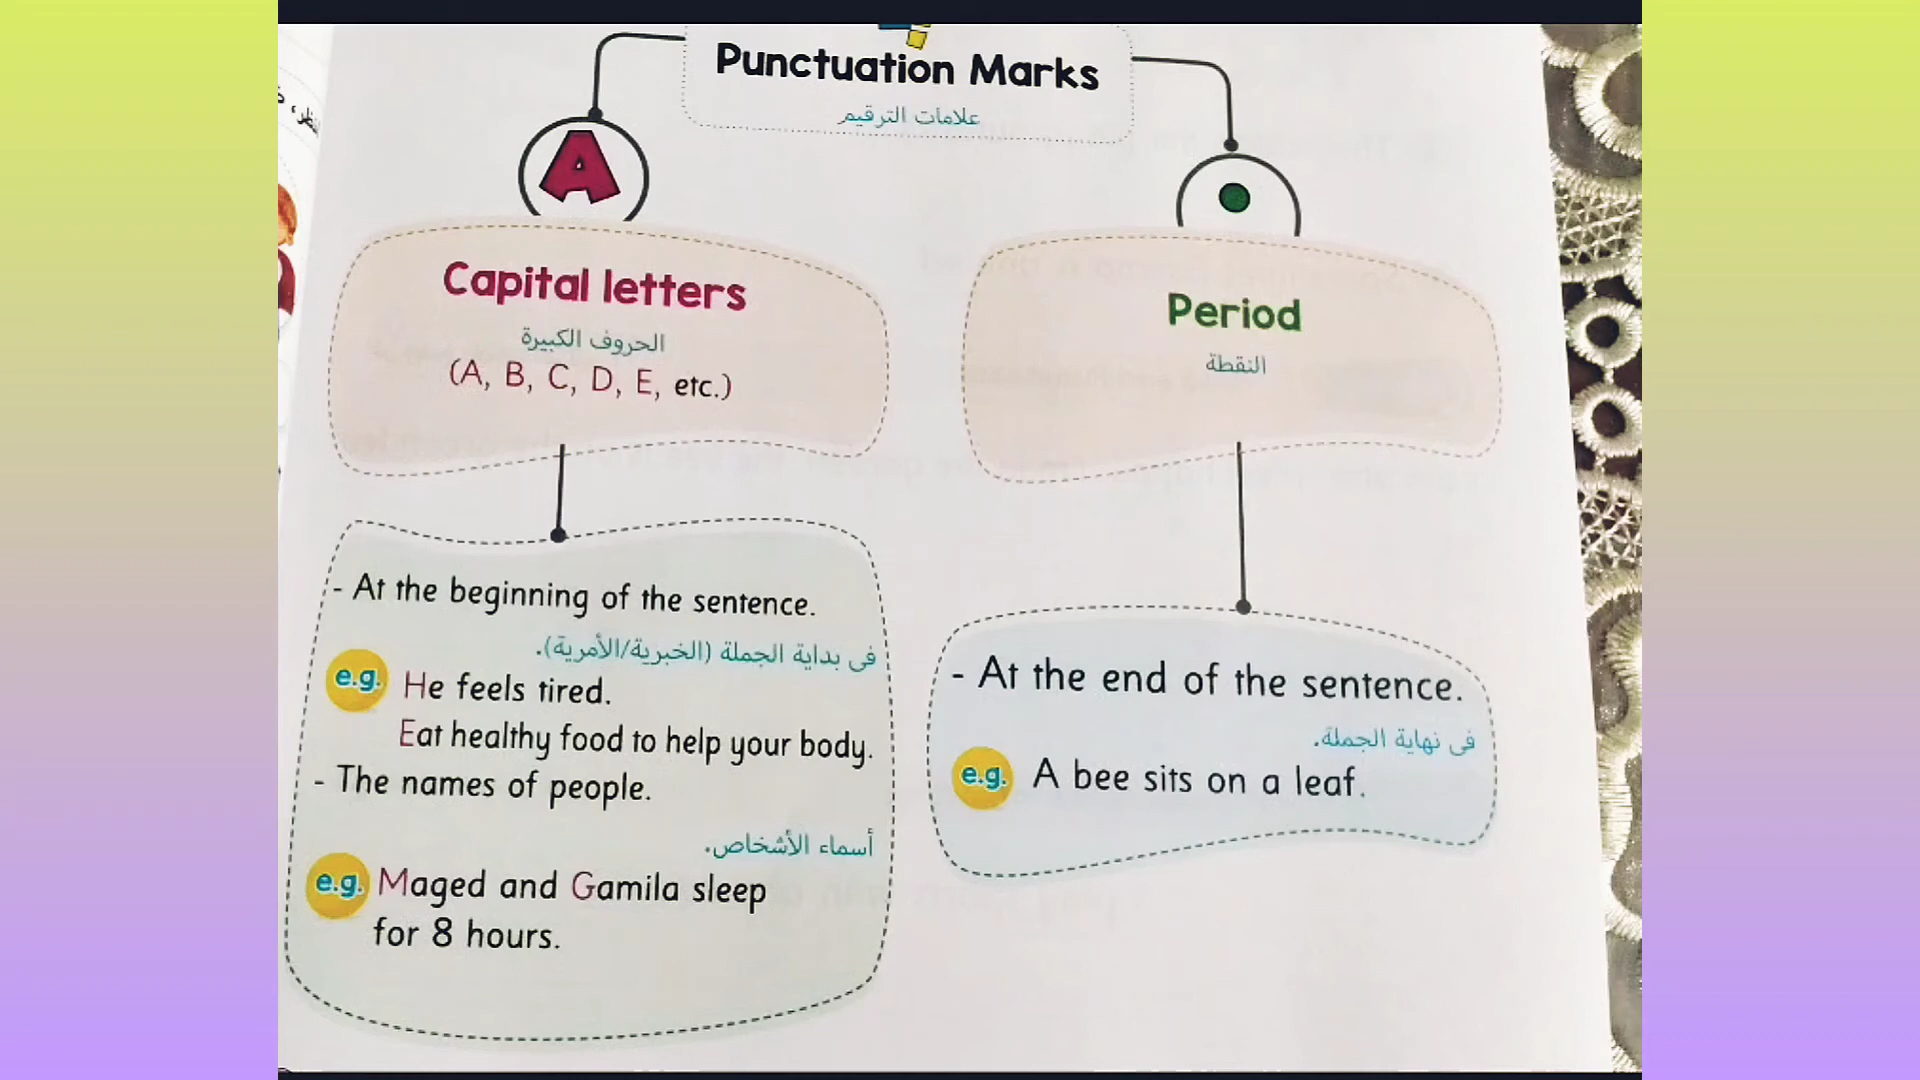 Punctuation Marks
علامات الترقيم
A
Capital letters
الحروف الكبيرة
(A, B, C, D, E, etc.)
- At the beginning of the sentence.
فى بداية الجملة (الخبرية/الأمرية).
e.g. He feels tired.
Eat healthy food to help your body.
- The names of people.
أسماء الأشخاص.
e.g. Maged and Gamila sleep
for 8 hours.
.
Period
النقطة
- At the end of the sentence.
فى نهاية الجملة.
e.g. A bee sits on a leaf.